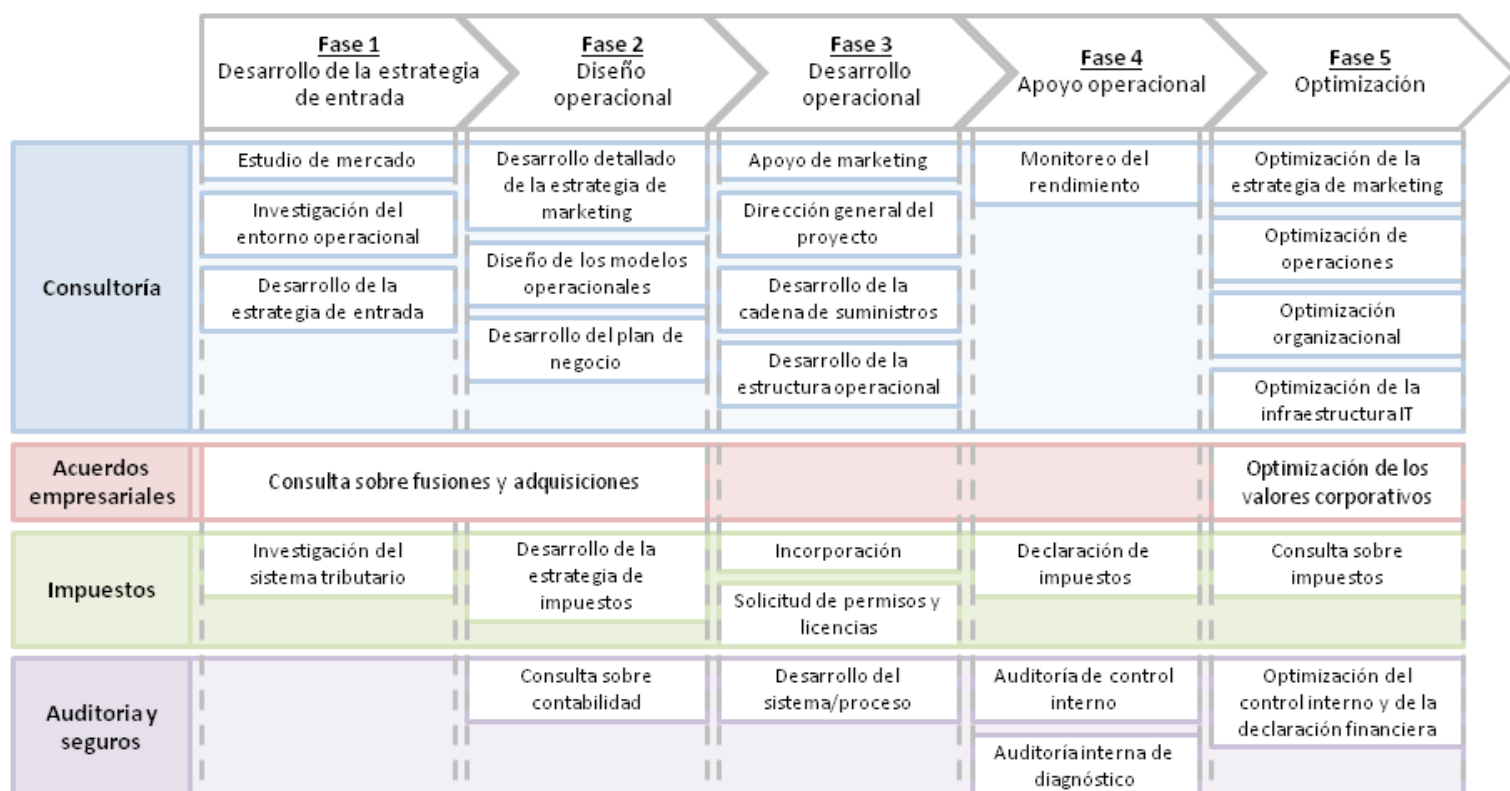 Fase 1
Desarrollo de la estrategia
de entrada
Fase 2
Diseño
operacional
Fase 3
Desarrollo
operacional
Fase 4
Apoyo operacional
Fase 5
Optimización
Consultoría
Estudio de mercado
Investigación del
entorno operacional
Desarrollo de la
estrategia de entrada
Desarrollo detallado
de la estrategia de
marketing
Diseño de los modelos
operacionales
Desarrollo del plan de
negocio
Apoyo de marketing
Dirección general del
proyecto
Desarrollo de la
cadena de suministros
Desarrollo de la
estructura operacional
Monitoreo del
rendimiento
Optimización de la
estrategia de marketing
Optimización de
operaciones
Optimización
organizacional
Optimización de la
infraestructura IT
Acuerdos
empresariales
Consulta sobre fusiones y adquisiciones
Optimización de los
valores corporativos
Impuestos
Investigación del
sistema tributario
Desarrollo de la
estrategia de
impuestos
Incorporación
Solicitud de permisos y
licencias
Declaración de
impuestos
Consulta sobre
impuestos
Auditoria y
seguros
Consulta sobre
contabilidad
Desarrollo del
sistema/proceso
Auditoría de control
interno
Auditoría interna de
diagnóstico
Optimización del
control interno y de la
declaración financiera